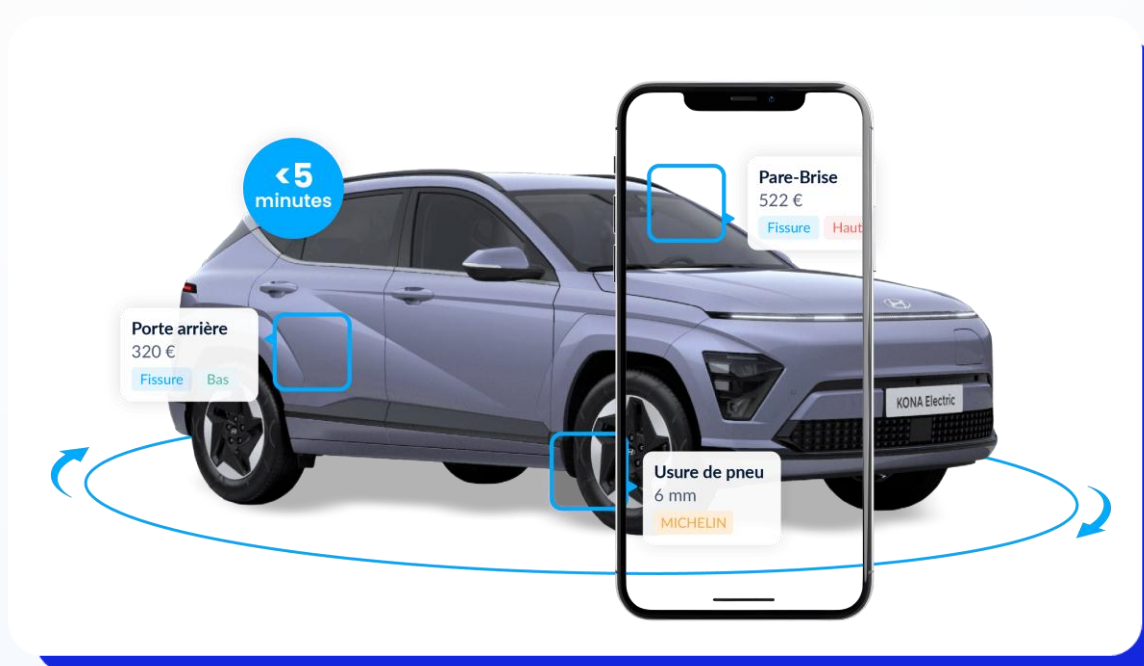 <5
minutes
Pare-Brise
522 €
Fissure Haut
Porte arrière
320 €
Fissure Bas
KONA Electric
Usure de pneu
6 mm
MICHELIN